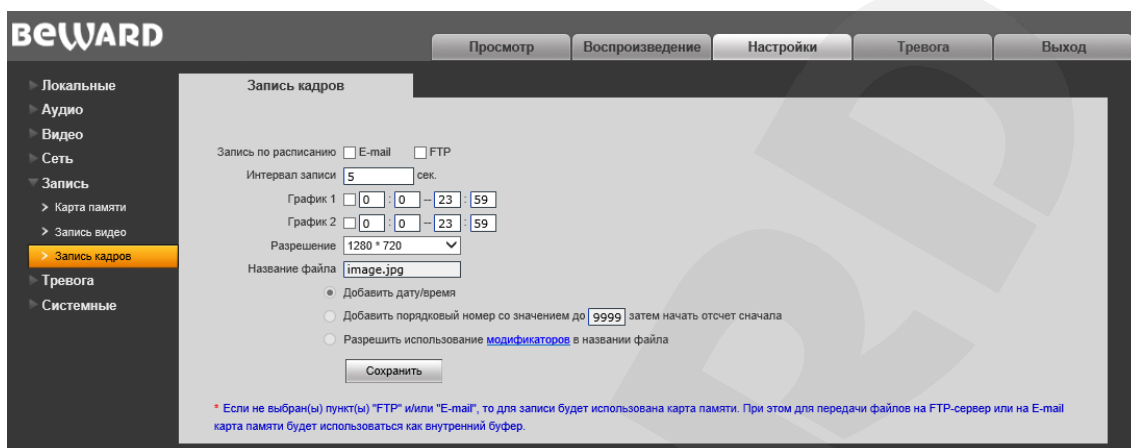 BEWARD
Просмотр Воспроизведение Настройки Тревога Выход
Локальные
Аудио
Видео
Сеть
Запись
Карта памяти
Запись видео
Запись кадров
Тревога
Системные
Запись кадров
Запись по расписанию E-mail FTP
Интервал записи 5 сек.
График 1 0 : 0 – 23 : 59
График 2 0 : 0 – 23 : 59
Разрешение 1280 * 720
Название файла image.jpg
Добавить дату/время
Добавить порядковый номер со значением до 9999 затем начать отсчет сначала
Разрешить использование модификаторов в названии файла
Сохранить
* Если не выбран(ы) пункт(ы) "FTP" и/или "E-mail", то для записи будет использована карта памяти. При этом для передачи файлов на FTP-сервер или на E-mail
карта памяти будет использоваться как внутренний буфер.